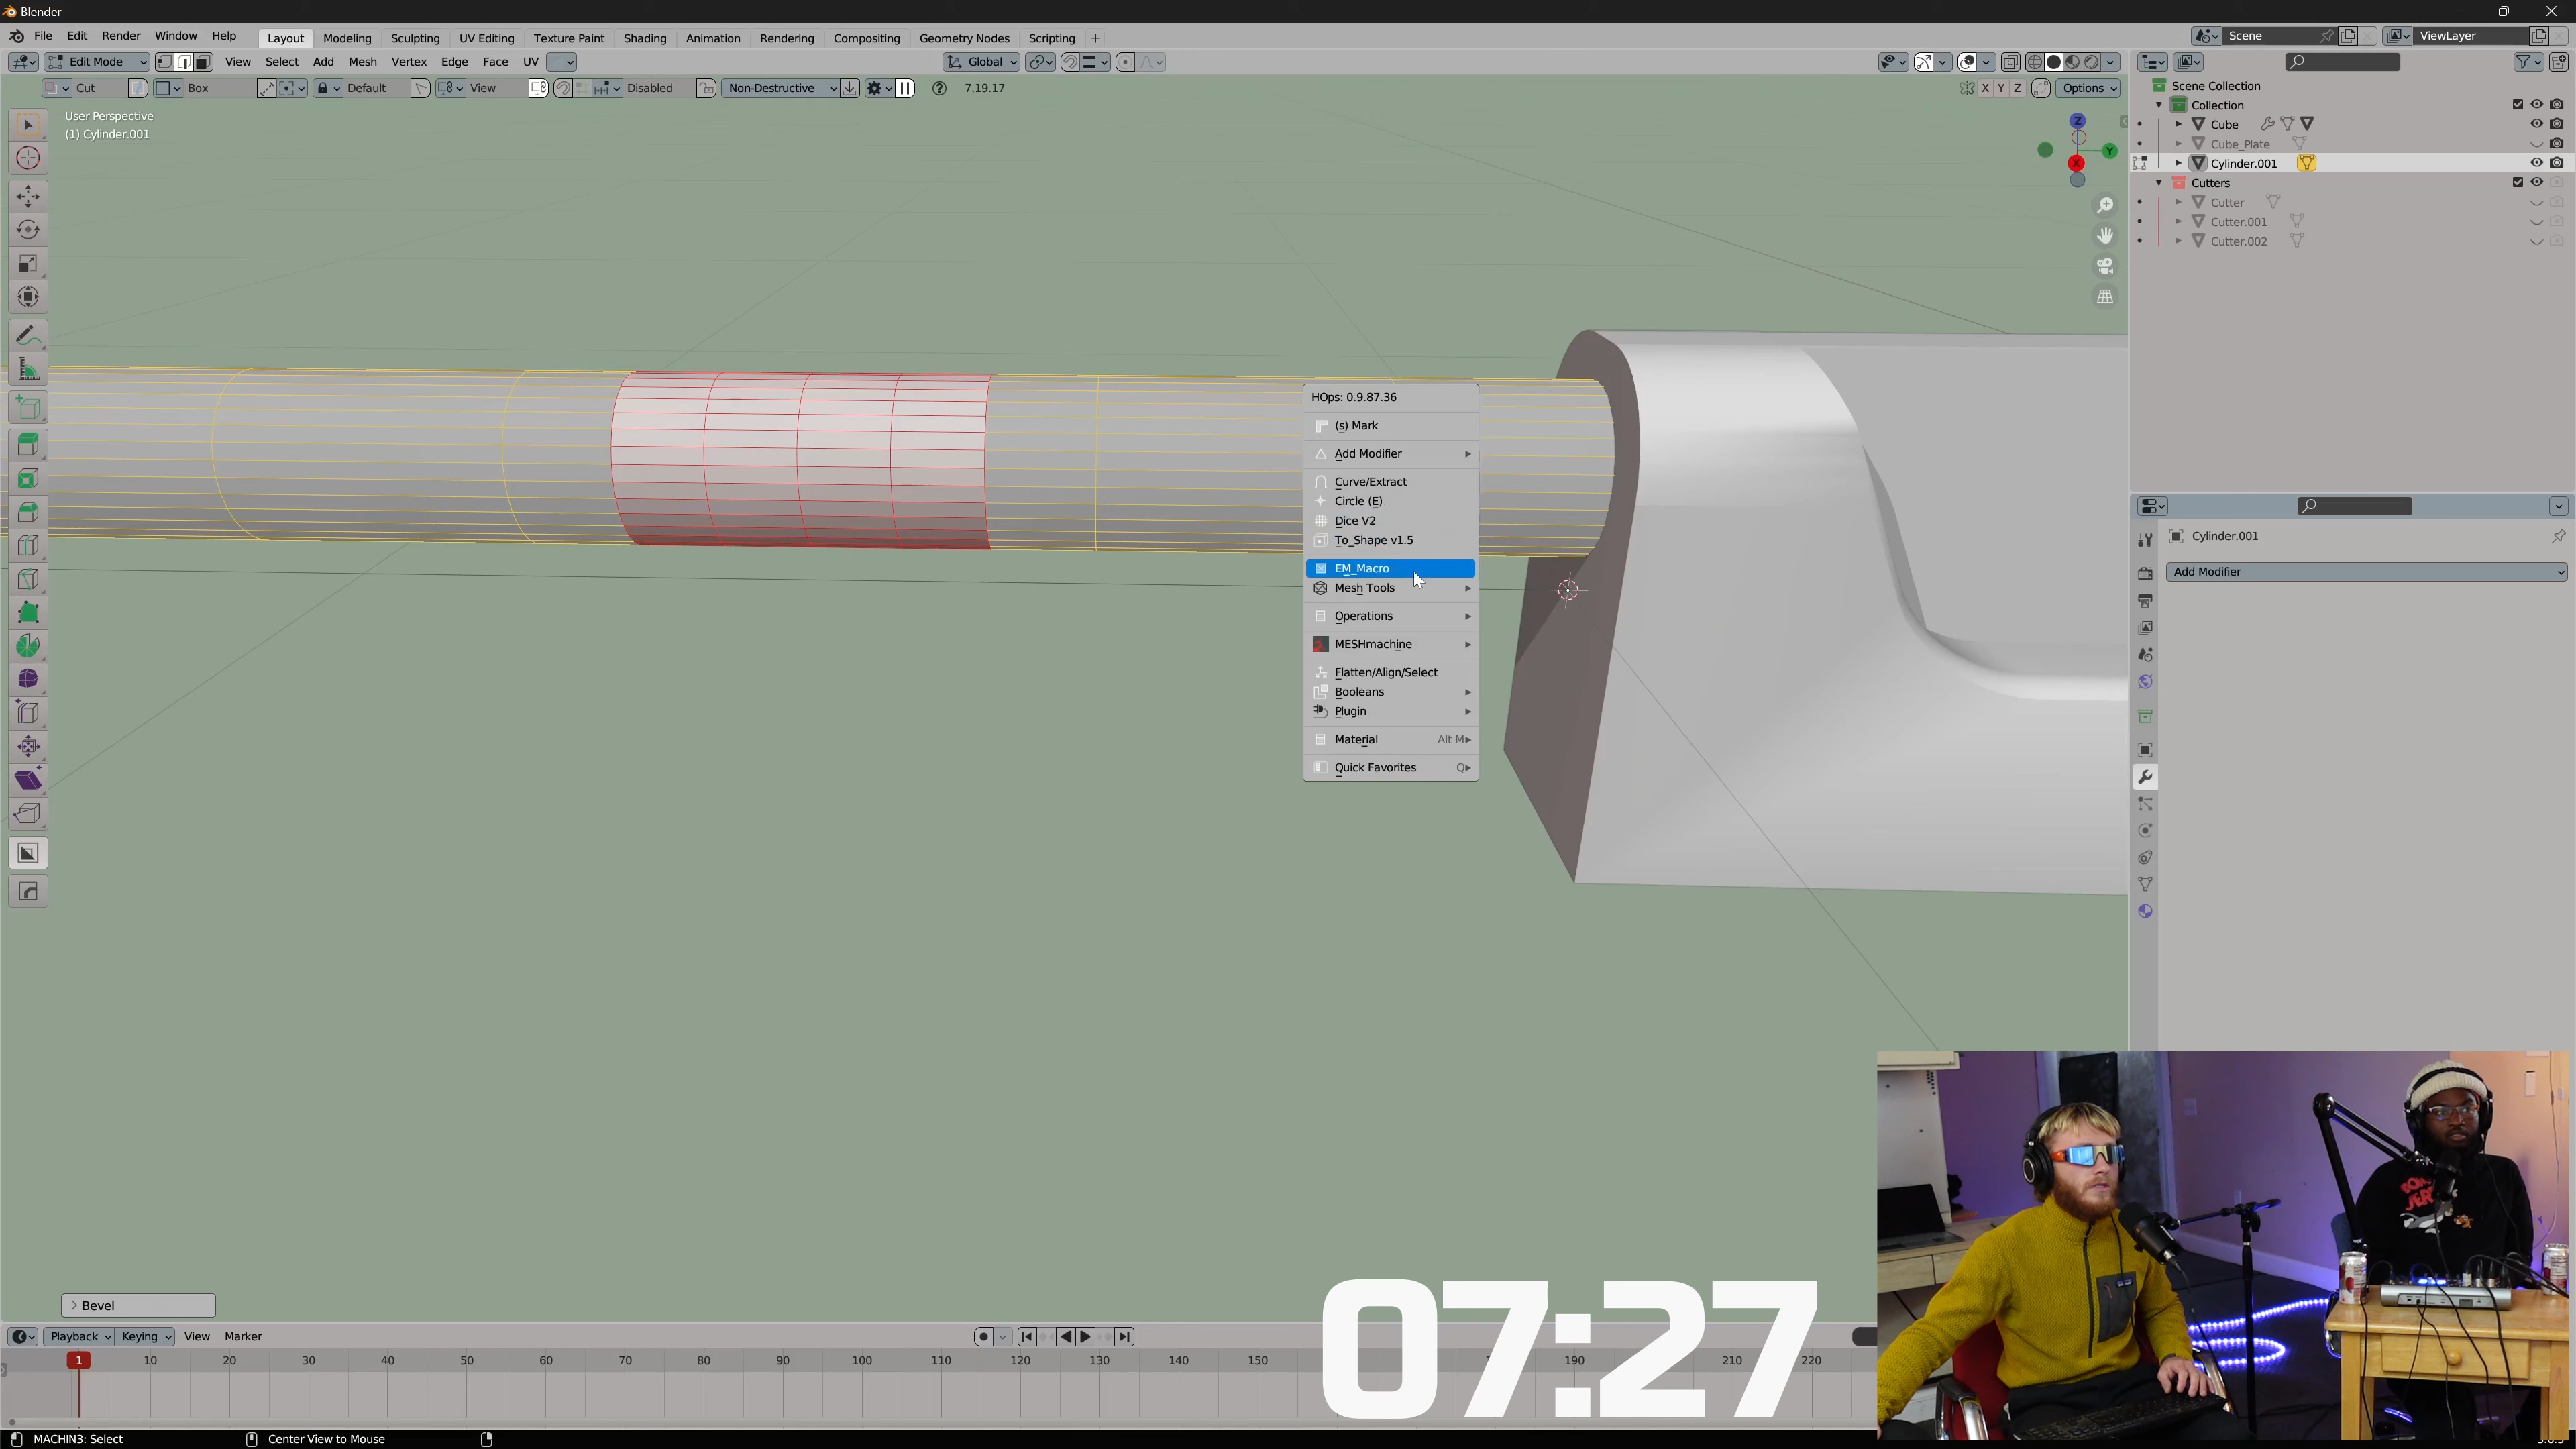 Blender
File Edit Render Window Help Layout Modeling Sculpting UV Editing Texture Paint Shading Animation Rendering Compositing Geometry Nodes Scripting + Scene ViewLayer
Edit Mode View Select Add Mesh Vertex Edge Face UV Global
Cut Box Default View Disabled Non-Destructive 7.19.17 X Y Z Options
User Perspective
(1) Cylinder.001
Z
Y
X
Scene Collection
Collection
Cube
Cube_Plate
Cylinder.001
Cutters
Cutter
Cutter.001
Cutter.002
Cylinder.001
Add Modifier
HOps: 0.9.87.36
(s) Mark
Add Modifier
Curve/Extract
Circle (E)
Dice V2
To_Shape v1.5
EM_Macro
Mesh Tools
Operations
MESHmachine
Flatten/Align/Select
Booleans
Plugin
Material Alt M
Quick Favorites Q
Bevel
07:27
Playback Keying View Marker
1 10 20 30 40 50 60 70 80 90 100 110 120 130 140 150 190 210 220
MACHIN3: Select Center View to Mouse